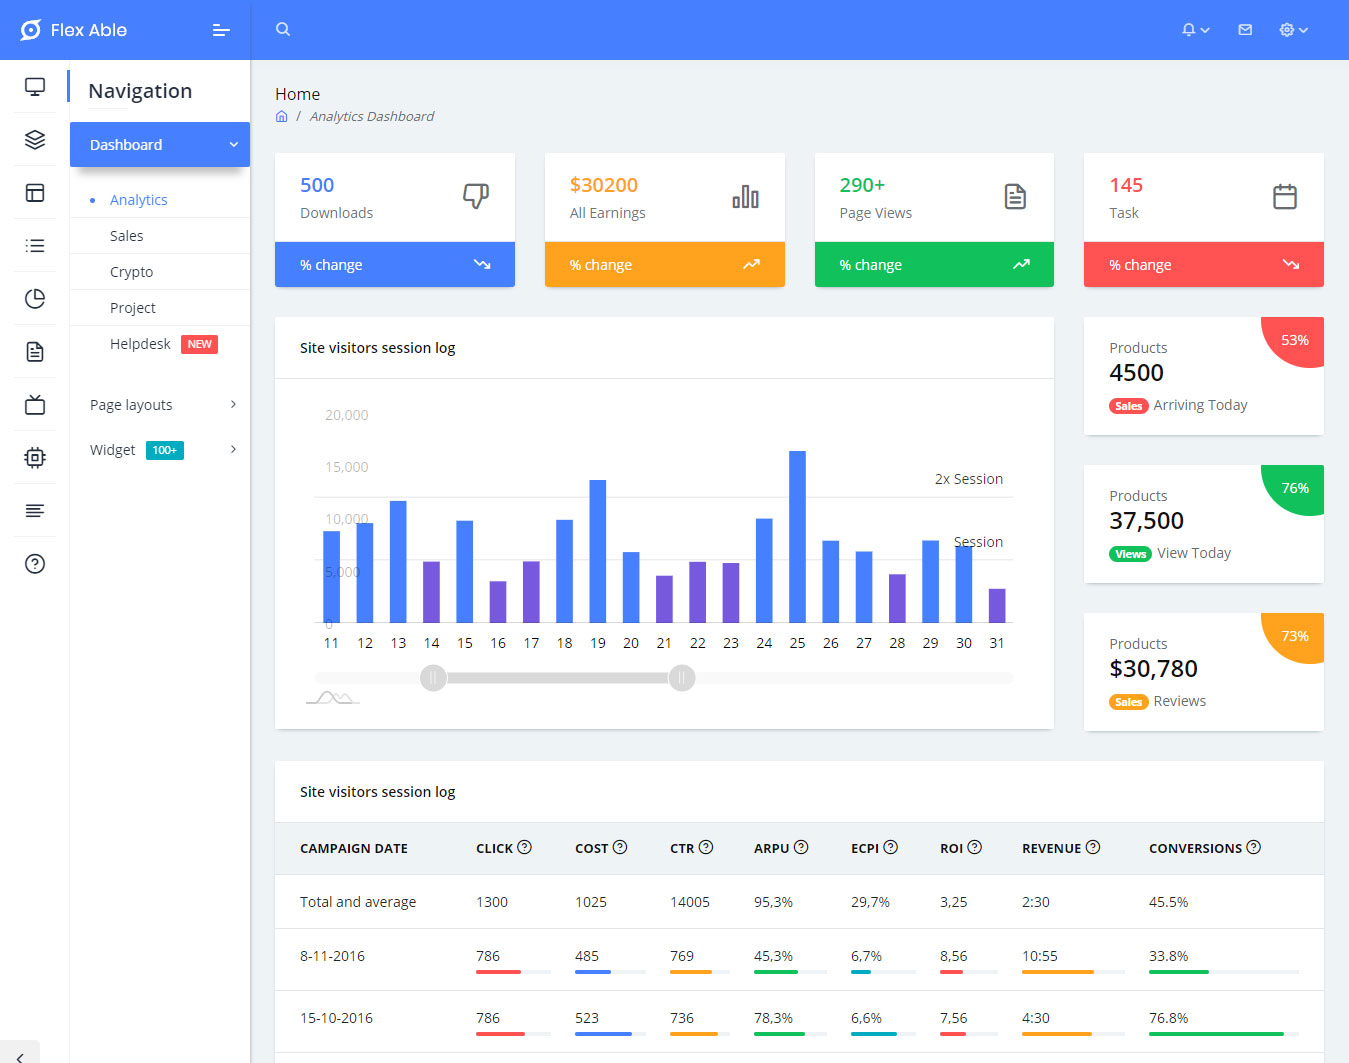 Flex Able
Navigation
Dashboard
Analytics
Sales
Crypto
Project
Helpdesk NEW
Page layouts
Widget 100+
Home
/ Analytics Dashboard
500
Downloads
% change
$30200
All Earnings
% change
290+
Page Views
% change
145
Task
% change
Site visitors session log
20,000
15,000
10,000
5,000
0
2x Session
Session
11 12 13 14 15 16 17 18 19 20 21 22 23 24 25 26 27 28 29 30 31
53%
Products
4500
Sales Arriving Today
76%
Products
37,500
Views View Today
73%
Products
$30,780
Sales Reviews
Site visitors session log
CAMPAIGN DATE CLICK COST CTR ARPU ECPI ROI REVENUE CONVERSIONS
Total and average 1300 1025 14005 95,3% 29,7% 3,25 2:30 45.5%
8-11-2016 786 485 769 45,3% 6,7% 8,56 10:55 33.8%
15-10-2016 786 523 736 78,3% 6,6% 7,56 4:30 76.8%